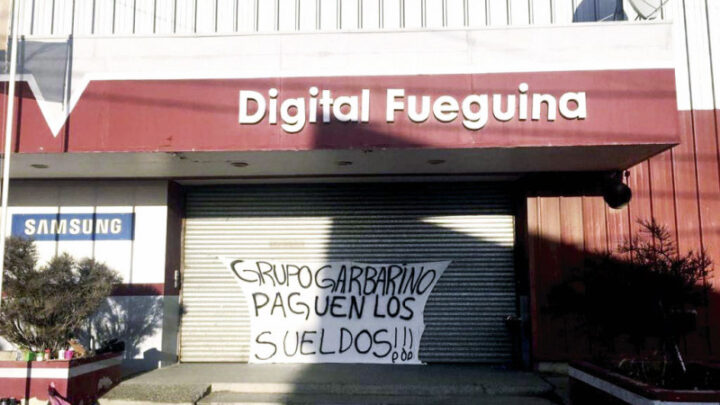 Digital Fueguina
SAMSUNG
GRUPO GARBARINO
PAGUEN LOS
SUELDOS!!!